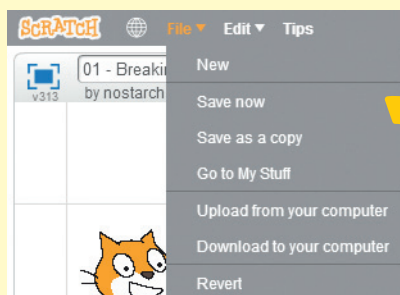 SCRATCH File Edit Tips
01 - Breaki
v313 by nostarch
New
Save now
Save as a copy
Go to My Stuff
Upload from your computer
Download to your computer
Revert